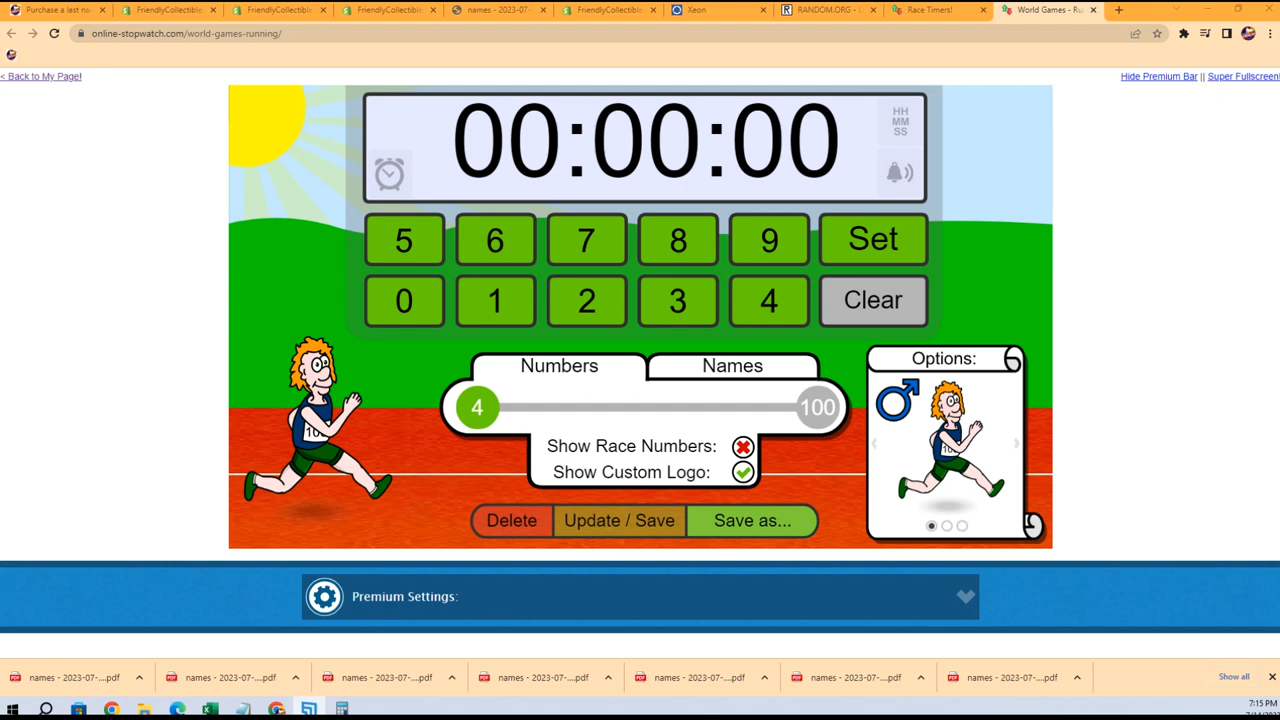 Purchase a last nam
FriendlyCollectible
FriendlyCollectible
FriendlyCollectible
names - 2023-07-
FriendlyCollectible
Xeon
RANDOM.ORG - L
Race Timers!
World Games - Ru
online-stopwatch.com/world-games-running/
< Back to My Page!
Hide Premium Bar || Super Fullscreen!
00:00:00
HH
MM
SS
5 6 7 8 9 Set
0 1 2 3 4 Clear
Numbers Names
4 100
Show Race Numbers:
Show Custom Logo:
Delete Update / Save Save as...
Options:
Premium Settings:
names - 2023-07-....pdf
names - 2023-07-....pdf
names - 2023-07-....pdf
names - 2023-07-....pdf
names - 2023-07-....pdf
names - 2023-07-....pdf
names - 2023-07-....pdf
Show all
7:15 PM